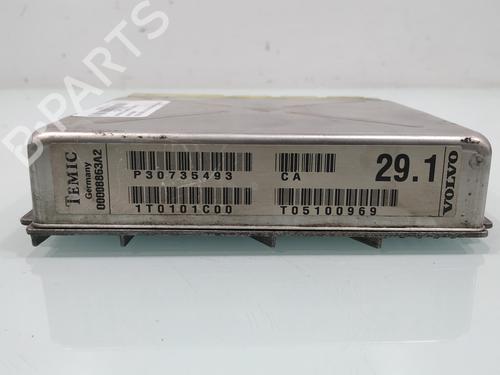 TEMIC
Germany
00008863A2
P30735493
CA
29.1
1T0101C00
T05100969
VOLVO
B-PARTS